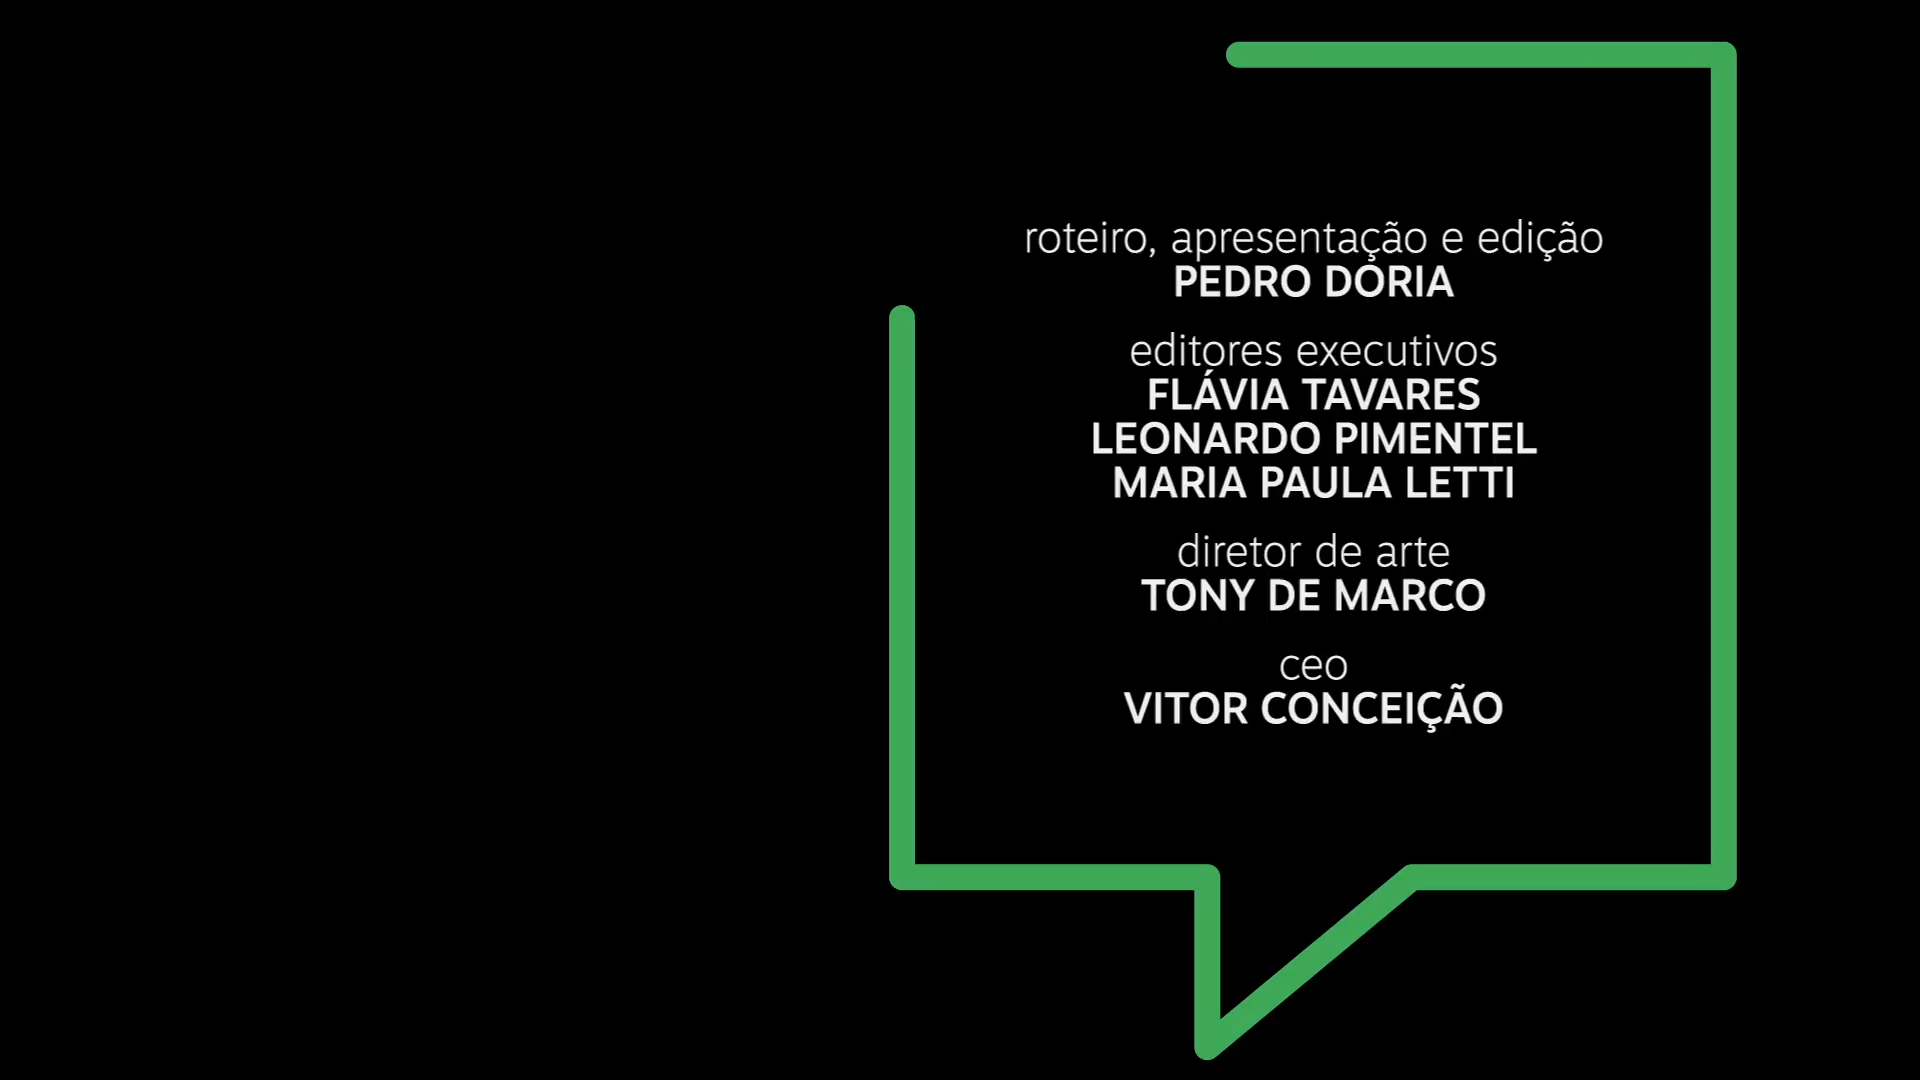 roteiro, apresentação e edição
PEDRO DORIA
editores executivos
FLÁVIA TAVARES
LEONARDO PIMENTEL
MARIA PAULA LETTI
diretor de arte
TONY DE MARCO
ceo
VITOR CONCEIÇÃO